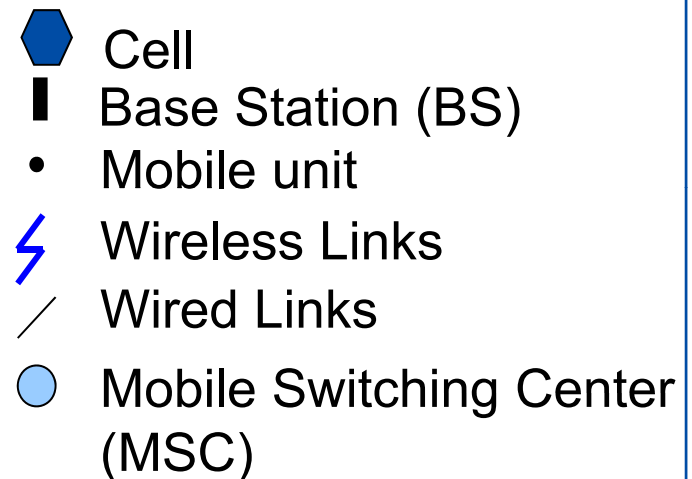 Cell
Base Station (BS)
Mobile unit
Wireless Links
Wired Links
Mobile Switching Center
(MSC)